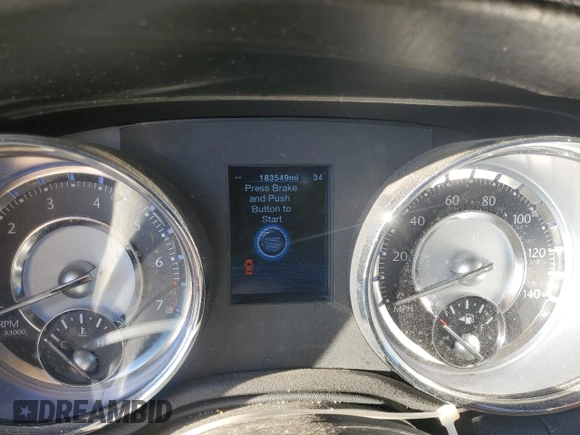 183549mi 34°
Press Brake
and Push
Button to
Start
START
2 3 4 5 6 7
RPM
X1000
C H
20 40 60 80 100 120 140
MPH
DREAMBID